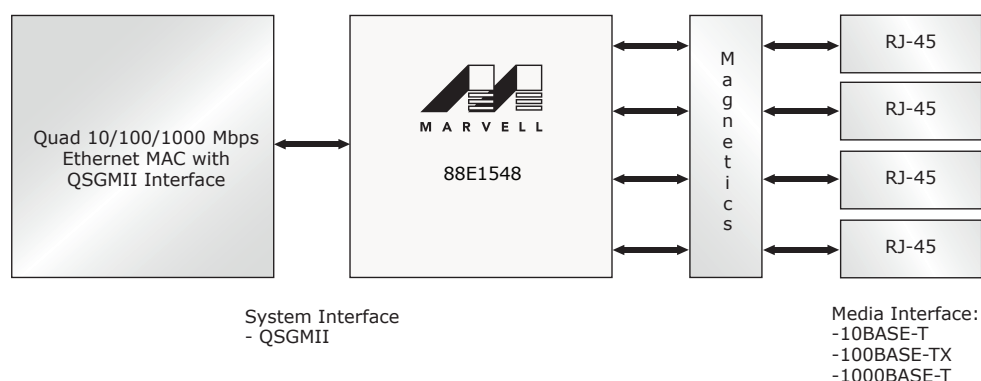 Quad 10/100/1000 Mbps
Ethernet MAC with
QSGMII Interface
MARVELL
88E1548
Magnetics
RJ-45
RJ-45
RJ-45
RJ-45
System Interface
- QSGMII
Media Interface:
-10BASE-T
-100BASE-TX
-1000BASE-T